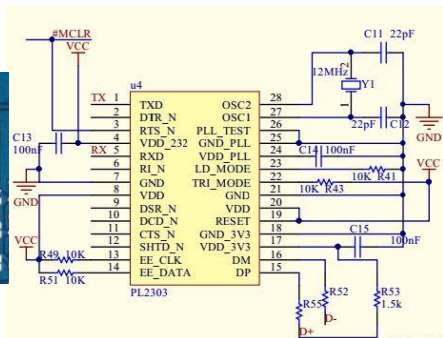 #MCLR
VCC
C11 22pF
12MHz
2
Y1
1
22pF C12
GND
u4
TX 1 TXD OSC2 28
2 DTR_N OSC1 27
3 RTS_N PLL_TEST 26
4 VDD_232 GND_PLL 25
RX 5 RXD VDD_PLL 24
6 RI_N LD_MODE 23
7 GND TRI_MODE 22
8 VDD GND 21
9 DSR_N VDD 20
10 DCD_N RESET 19
11 CTS_N GND_3V3 18
12 SHTD_N VDD_3V3 17
13 EE_CLK DM 16
14 EE_DATA DP 15
PL2303
C13
100nF
GND
VCC
R49 10K
R51 10K
C14 100nF
10K R41
10K R43
VCC
C15
100nF
R55
R52
R53
1.5k
D+
D-